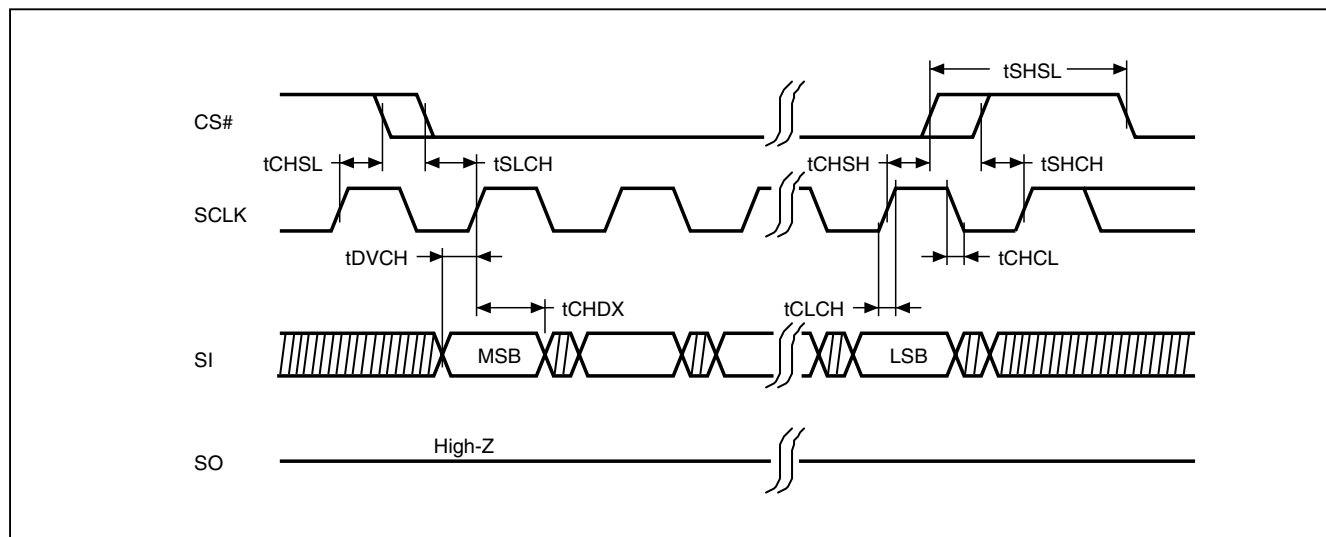 tSHSL
CS#
tCHSL
tSLCH
tCHSH
tSHCH
SCLK
tDVCH
tCHCL
tCHDX
tCLCH
SI
MSB
LSB
High-Z
SO